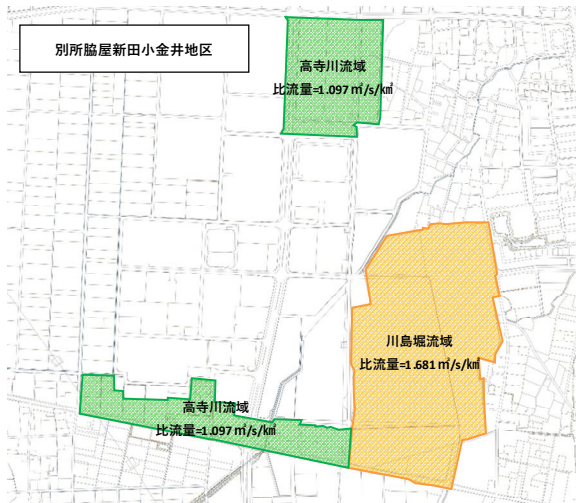 別所脇屋新田小金井地区
高寺川流域
比流量=1.097㎥/s/㎢
川島堀流域
比流量=1.681㎥/s/㎢
高寺川流域
比流量=1.097㎥/s/㎢